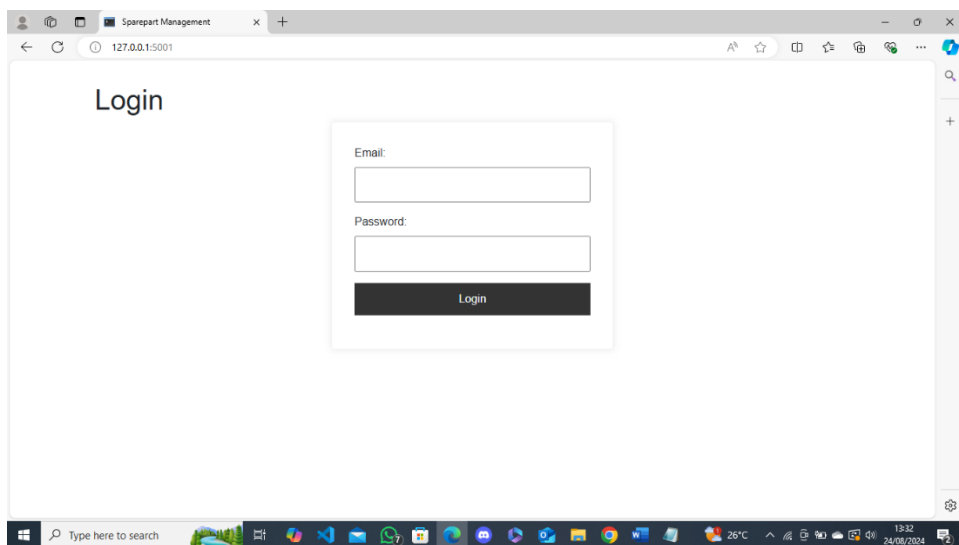 Sparepart Management
127.0.0.1:5001
Login
Email:
Password:
Login
Type here to search
26°C
13:32
24/08/2024